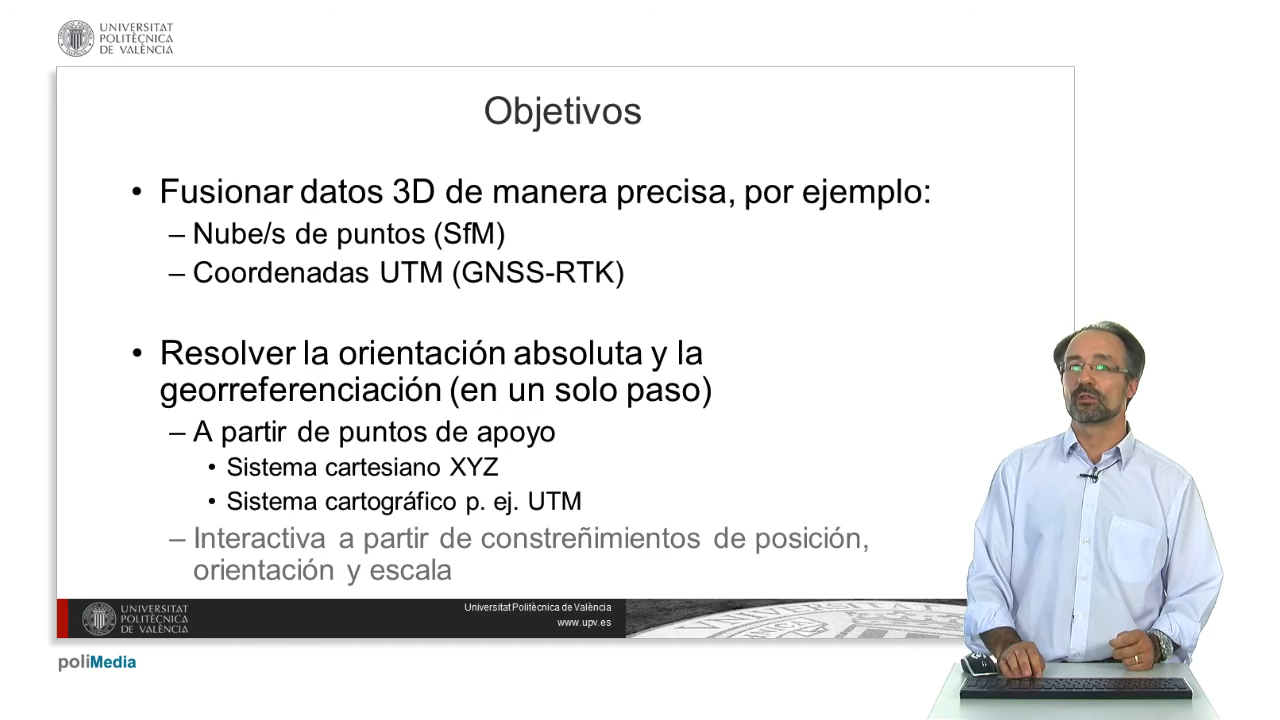 UNIVERSITAT
POLITÈCNICA
DE VALÈNCIA
Objetivos
• Fusionar datos 3D de manera precisa, por ejemplo:
– Nube/s de puntos (SfM)
– Coordenadas UTM (GNSS-RTK)
• Resolver la orientación absoluta y la
georreferenciación (en un solo paso)
– A partir de puntos de apoyo
• Sistema cartesiano XYZ
• Sistema cartográfico p. ej. UTM
– Interactiva a partir de constreñimientos de posición,
orientación y escala
UNIVERSITAT
POLITÈCNICA
DE VALÈNCIA
Universitat Politècnica de València
www.upv.es
poliMedia